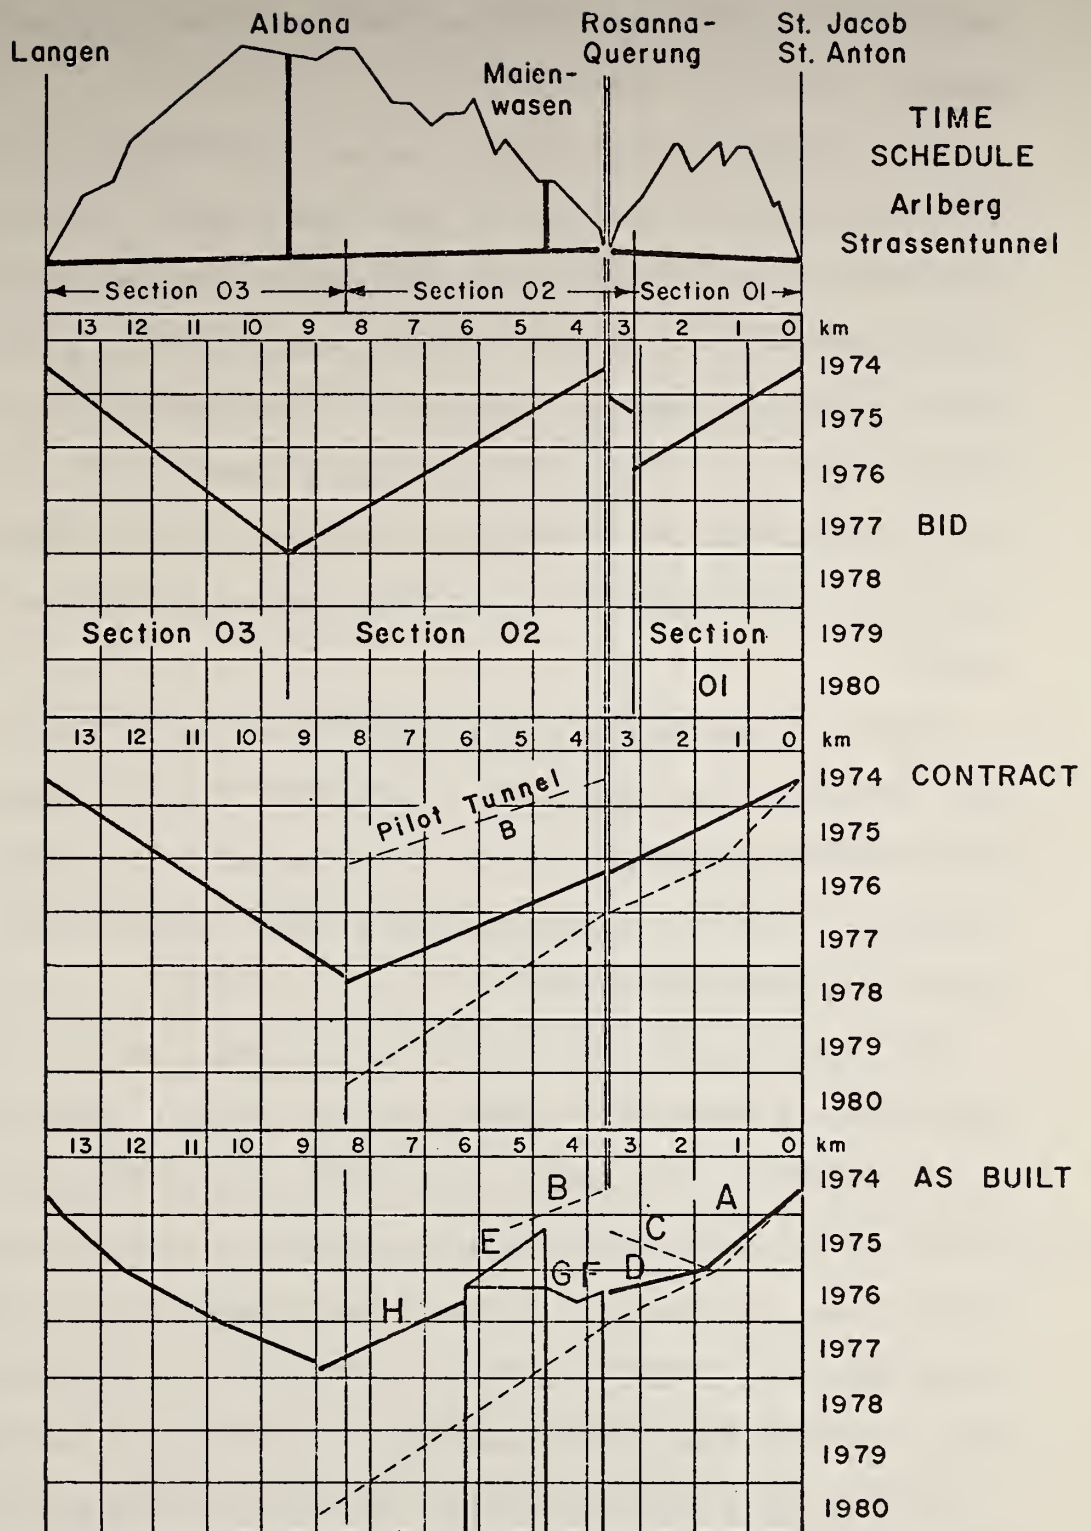 Langen
Albona
Maien-
wasen
Rosanna-
Querung
St. Jacob
St. Anton
TIME
SCHEDULE
Arlberg
Strassentunnel
Section 03
Section 02
Section 01
13 12 11 10 9 8 7 6 5 4 3 2 1 0 km
1974
1975
1976
1977 BID
1978
Section 03 Section 02 Section 1979
01 1980
13 12 11 10 9 8 7 6 5 4 3 2 1 0 km
Pilot Tunnel
B
1974 CONTRACT
1975
1976
1977
1978
1979
1980
13 12 11 10 9 8 7 6 5 4 3 2 1 0 km
B A 1974 AS BUILT
E C 1975
G F D
H 1976
1977
1978
1979
1980